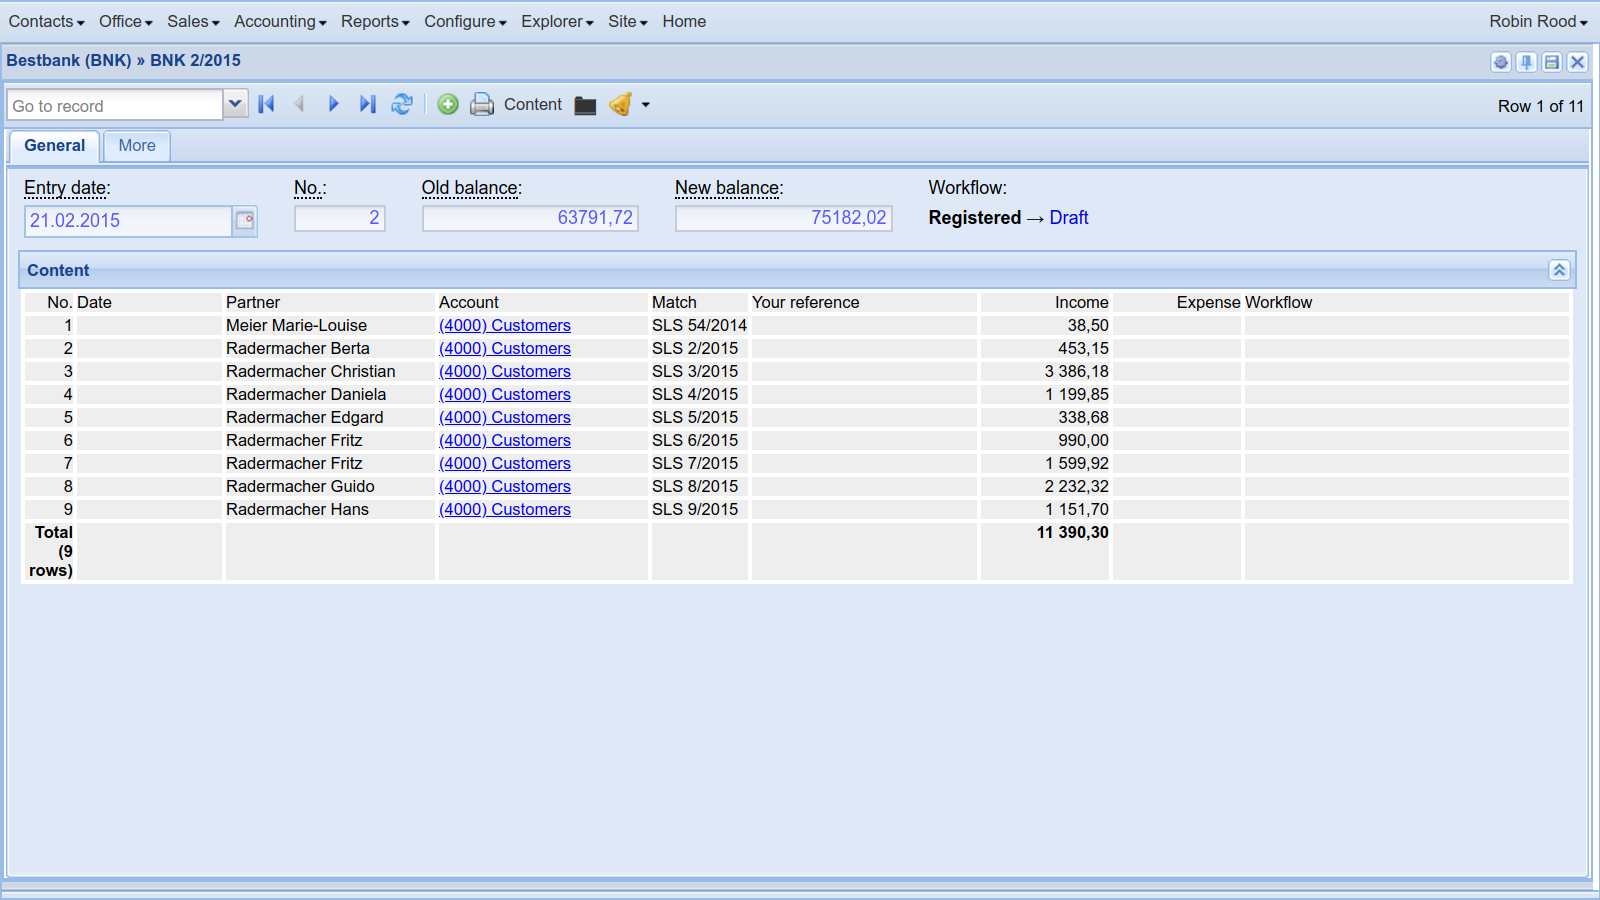 Contacts Office Sales Accounting Reports Configure Explorer Site Home Robin Rood
Bestbank (BNK) » BNK 2/2015
Go to record Content Row 1 of 11
General More
Entry date: No.: Old balance: New balance: Workflow:
21.02.2015 2 63791,72 75182,02 Registered → Draft
Content
No. Date Partner Account Match Your reference Income Expense Workflow
1 Meier Marie-Louise (4000) Customers SLS 54/2014 38,50
2 Radermacher Berta (4000) Customers SLS 2/2015 453,15
3 Radermacher Christian (4000) Customers SLS 3/2015 3 386,18
4 Radermacher Daniela (4000) Customers SLS 4/2015 1 199,85
5 Radermacher Edgard (4000) Customers SLS 5/2015 338,68
6 Radermacher Fritz (4000) Customers SLS 6/2015 990,00
7 Radermacher Fritz (4000) Customers SLS 7/2015 1 599,92
8 Radermacher Guido (4000) Customers SLS 8/2015 2 232,32
9 Radermacher Hans (4000) Customers SLS 9/2015 1 151,70
Total 11 390,30
(9
rows)